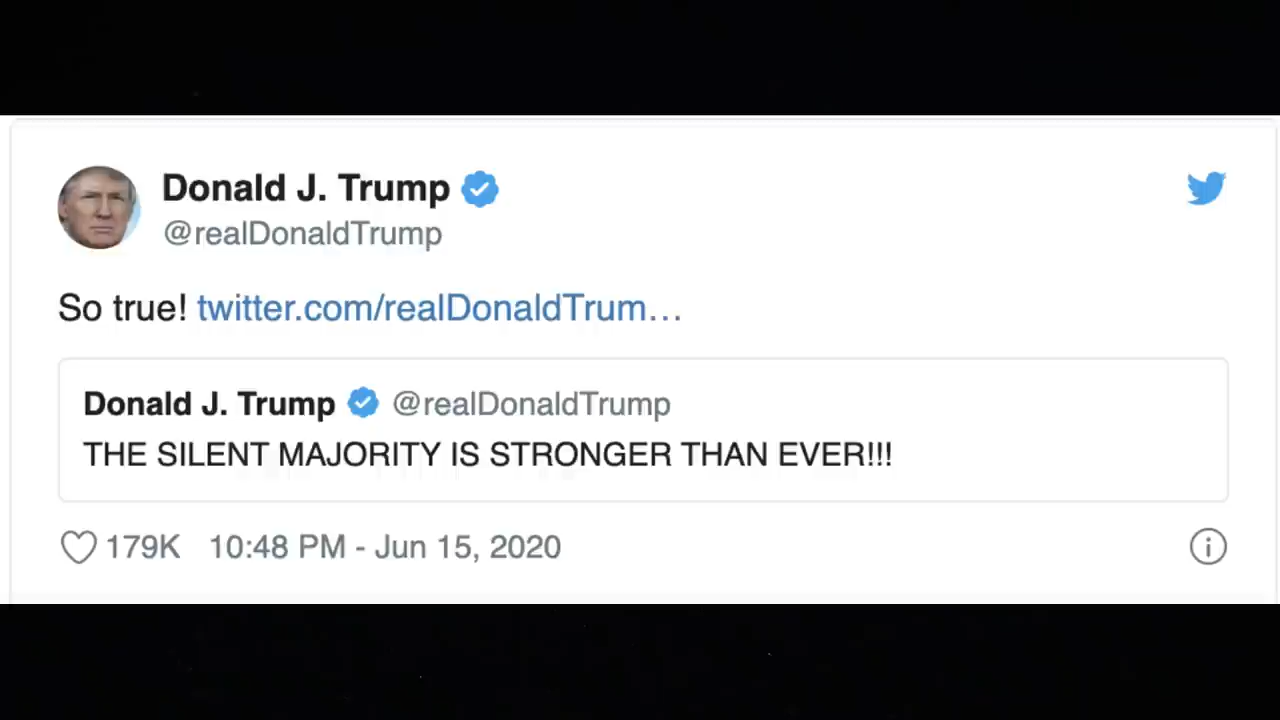 Donald J. Trump
@realDonaldTrump
So true! twitter.com/realDonaldTrum…
Donald J. Trump @realDonaldTrump
THE SILENT MAJORITY IS STRONGER THAN EVER!!!
179K 10:48 PM - Jun 15, 2020